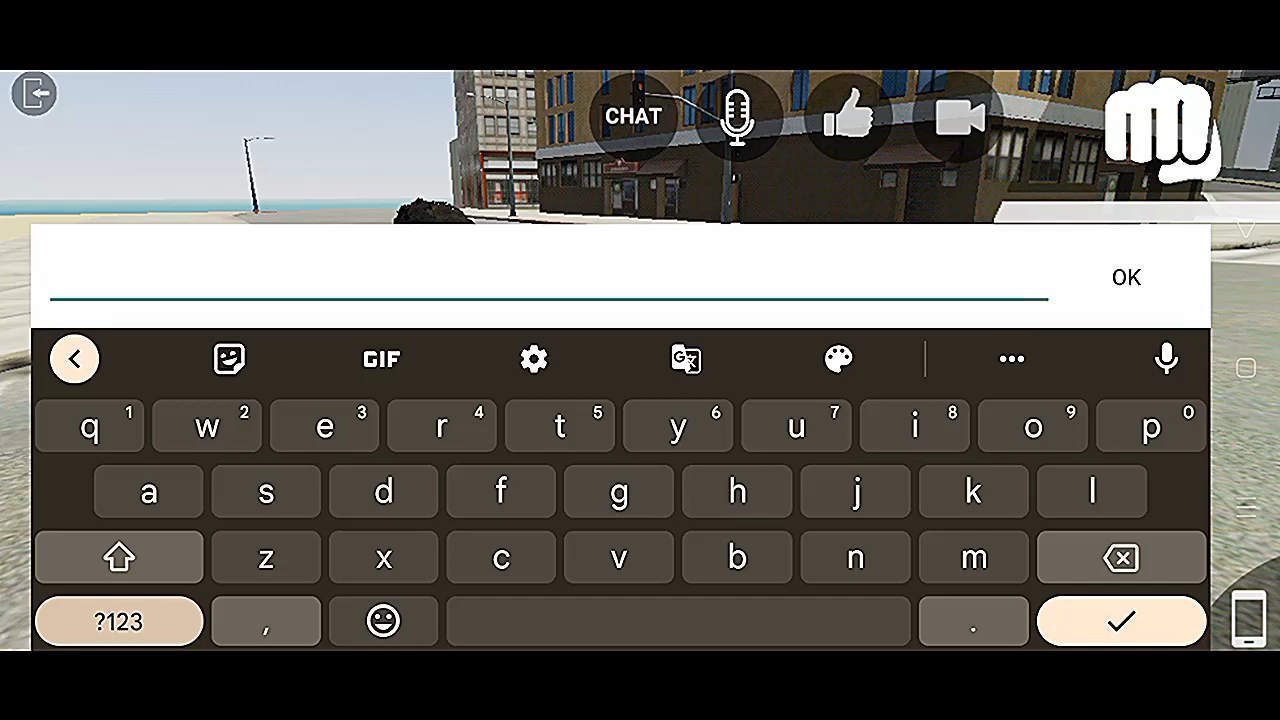 CHAT
OK
GIF
G
q 1 w 2 e 3 r 4 t 5 y 6 u 7 i 8 o 9 p 0
a s d f g h j k l
z x c v b n m
?123 , .